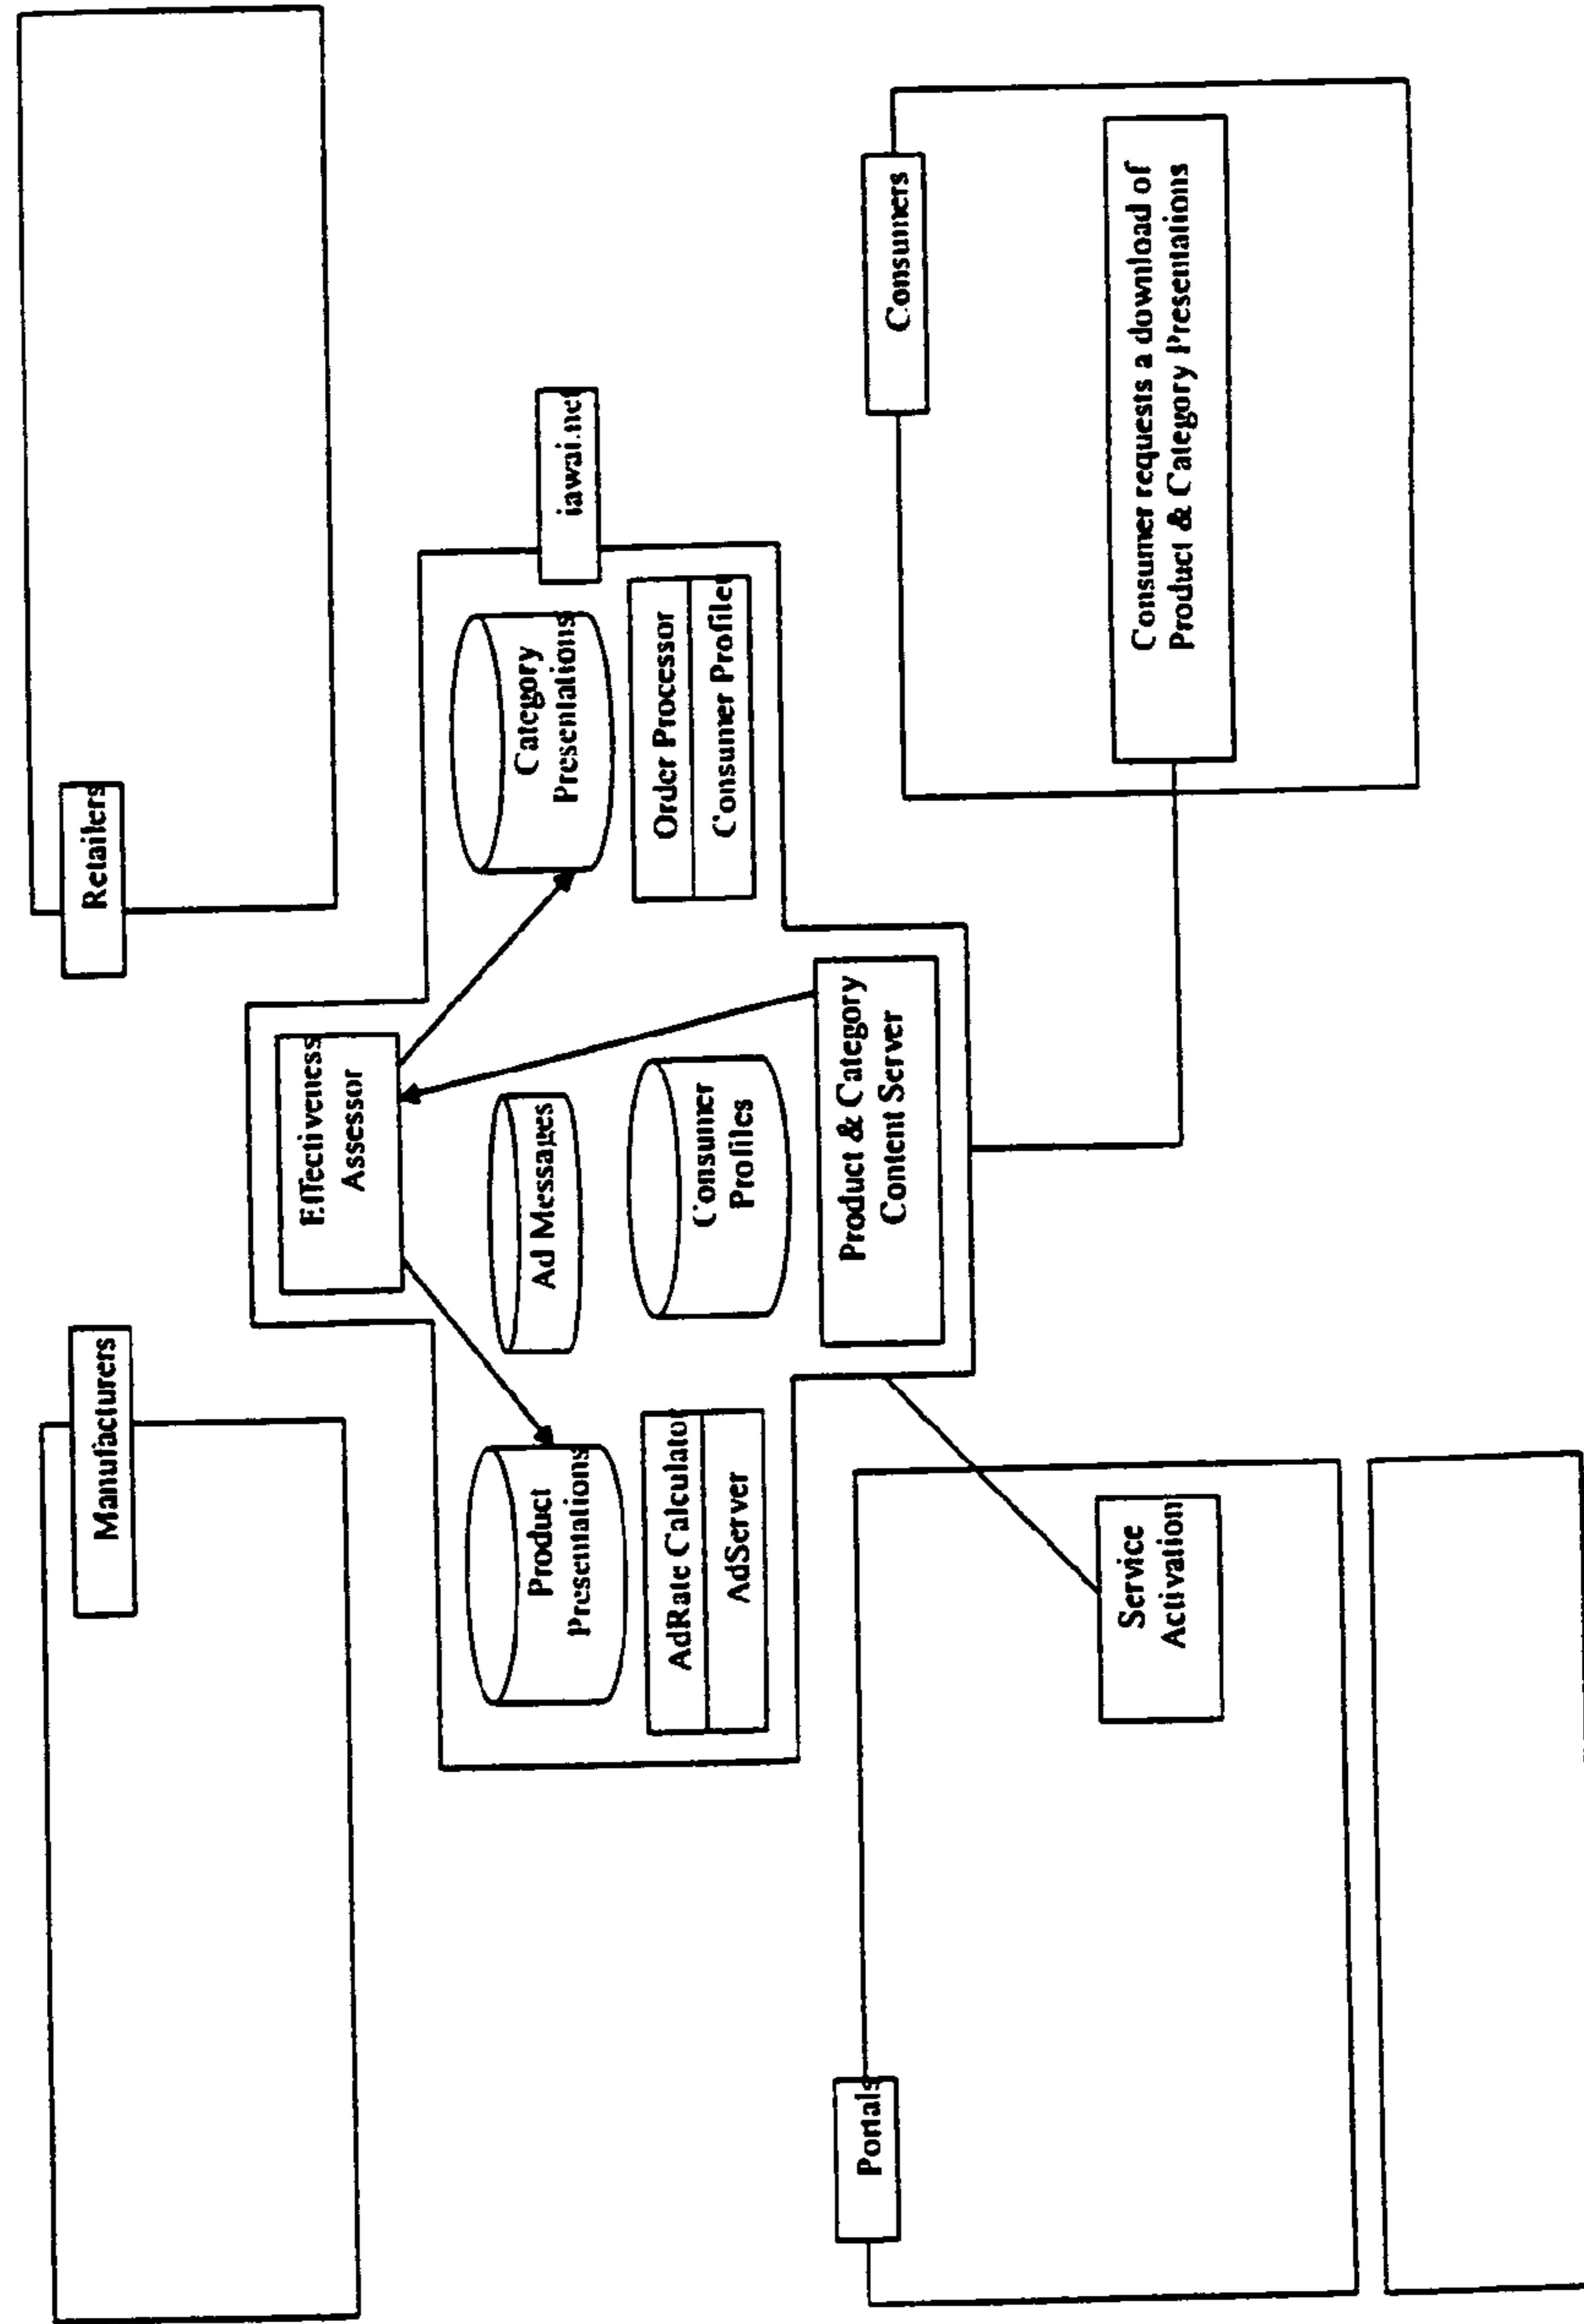 Manufacturers
Retailers
Effectiveness
Assessor
Product
Presentations
Ad Messages
Category
Presentations
iawai.net
AdRate Calculator
AdServer
Consumer
Profiles
Order Processor
Consumer Profile
Product & Category
Content Server
Portals
Consumers
Service
Activation
Consumer requests a download of
Product & Category Presentations